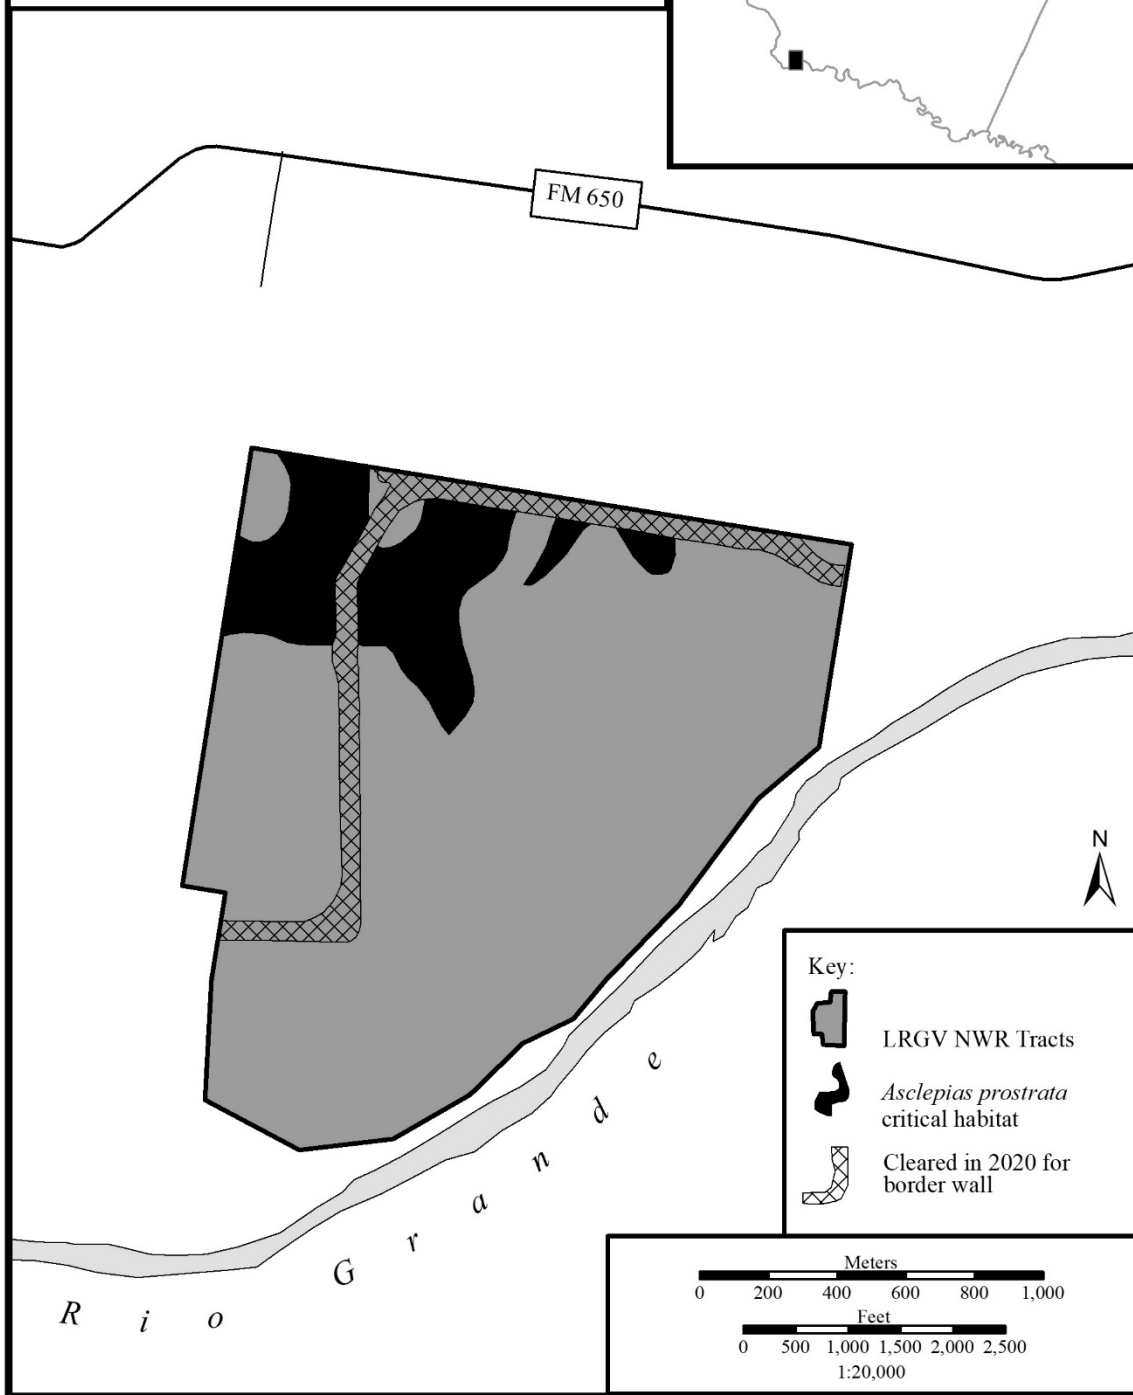 FM 650
N
Key:
LRGV NWR Tracts
Asclepias prostrata
critical habitat
Cleared in 2020 for
border wall
Rio Grande
Meters
0 200 400 600 800 1,000
Feet
0 500 1,000 1,500 2,000 2,500
1:20,000